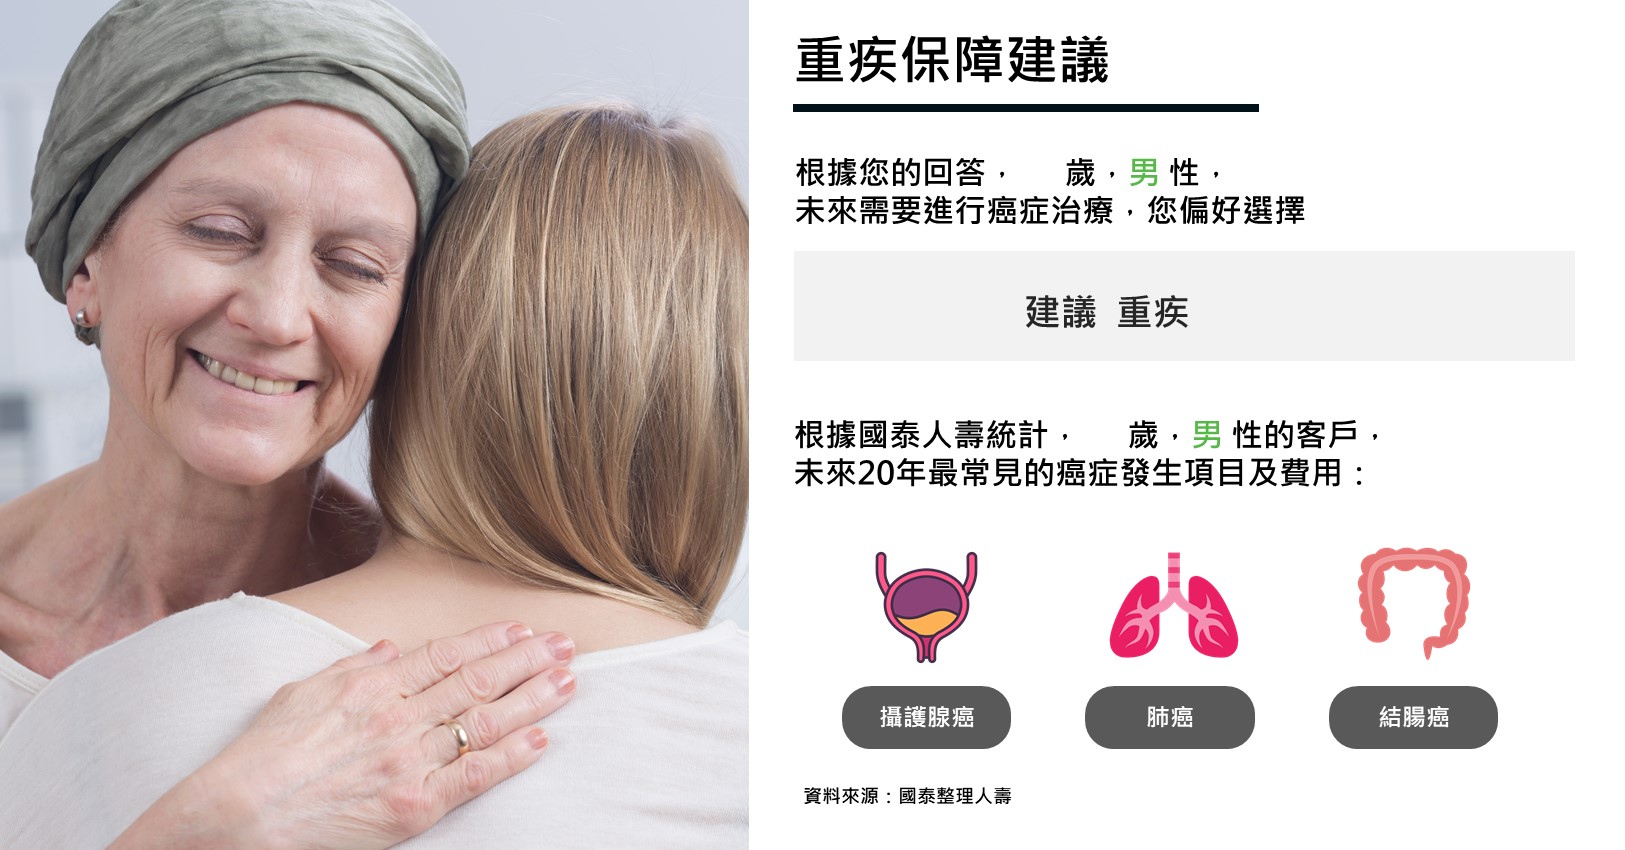 重疾保障建議
根據您的回答， 歲，男 性，
未來需要進行癌症治療，您偏好選擇
建議 重疾
根據國泰人壽統計， 歲，男 性的客戶，
未來20年最常見的癌症發生項目及費用：
攝護腺癌
肺癌
結腸癌
資料來源：國泰整理人壽